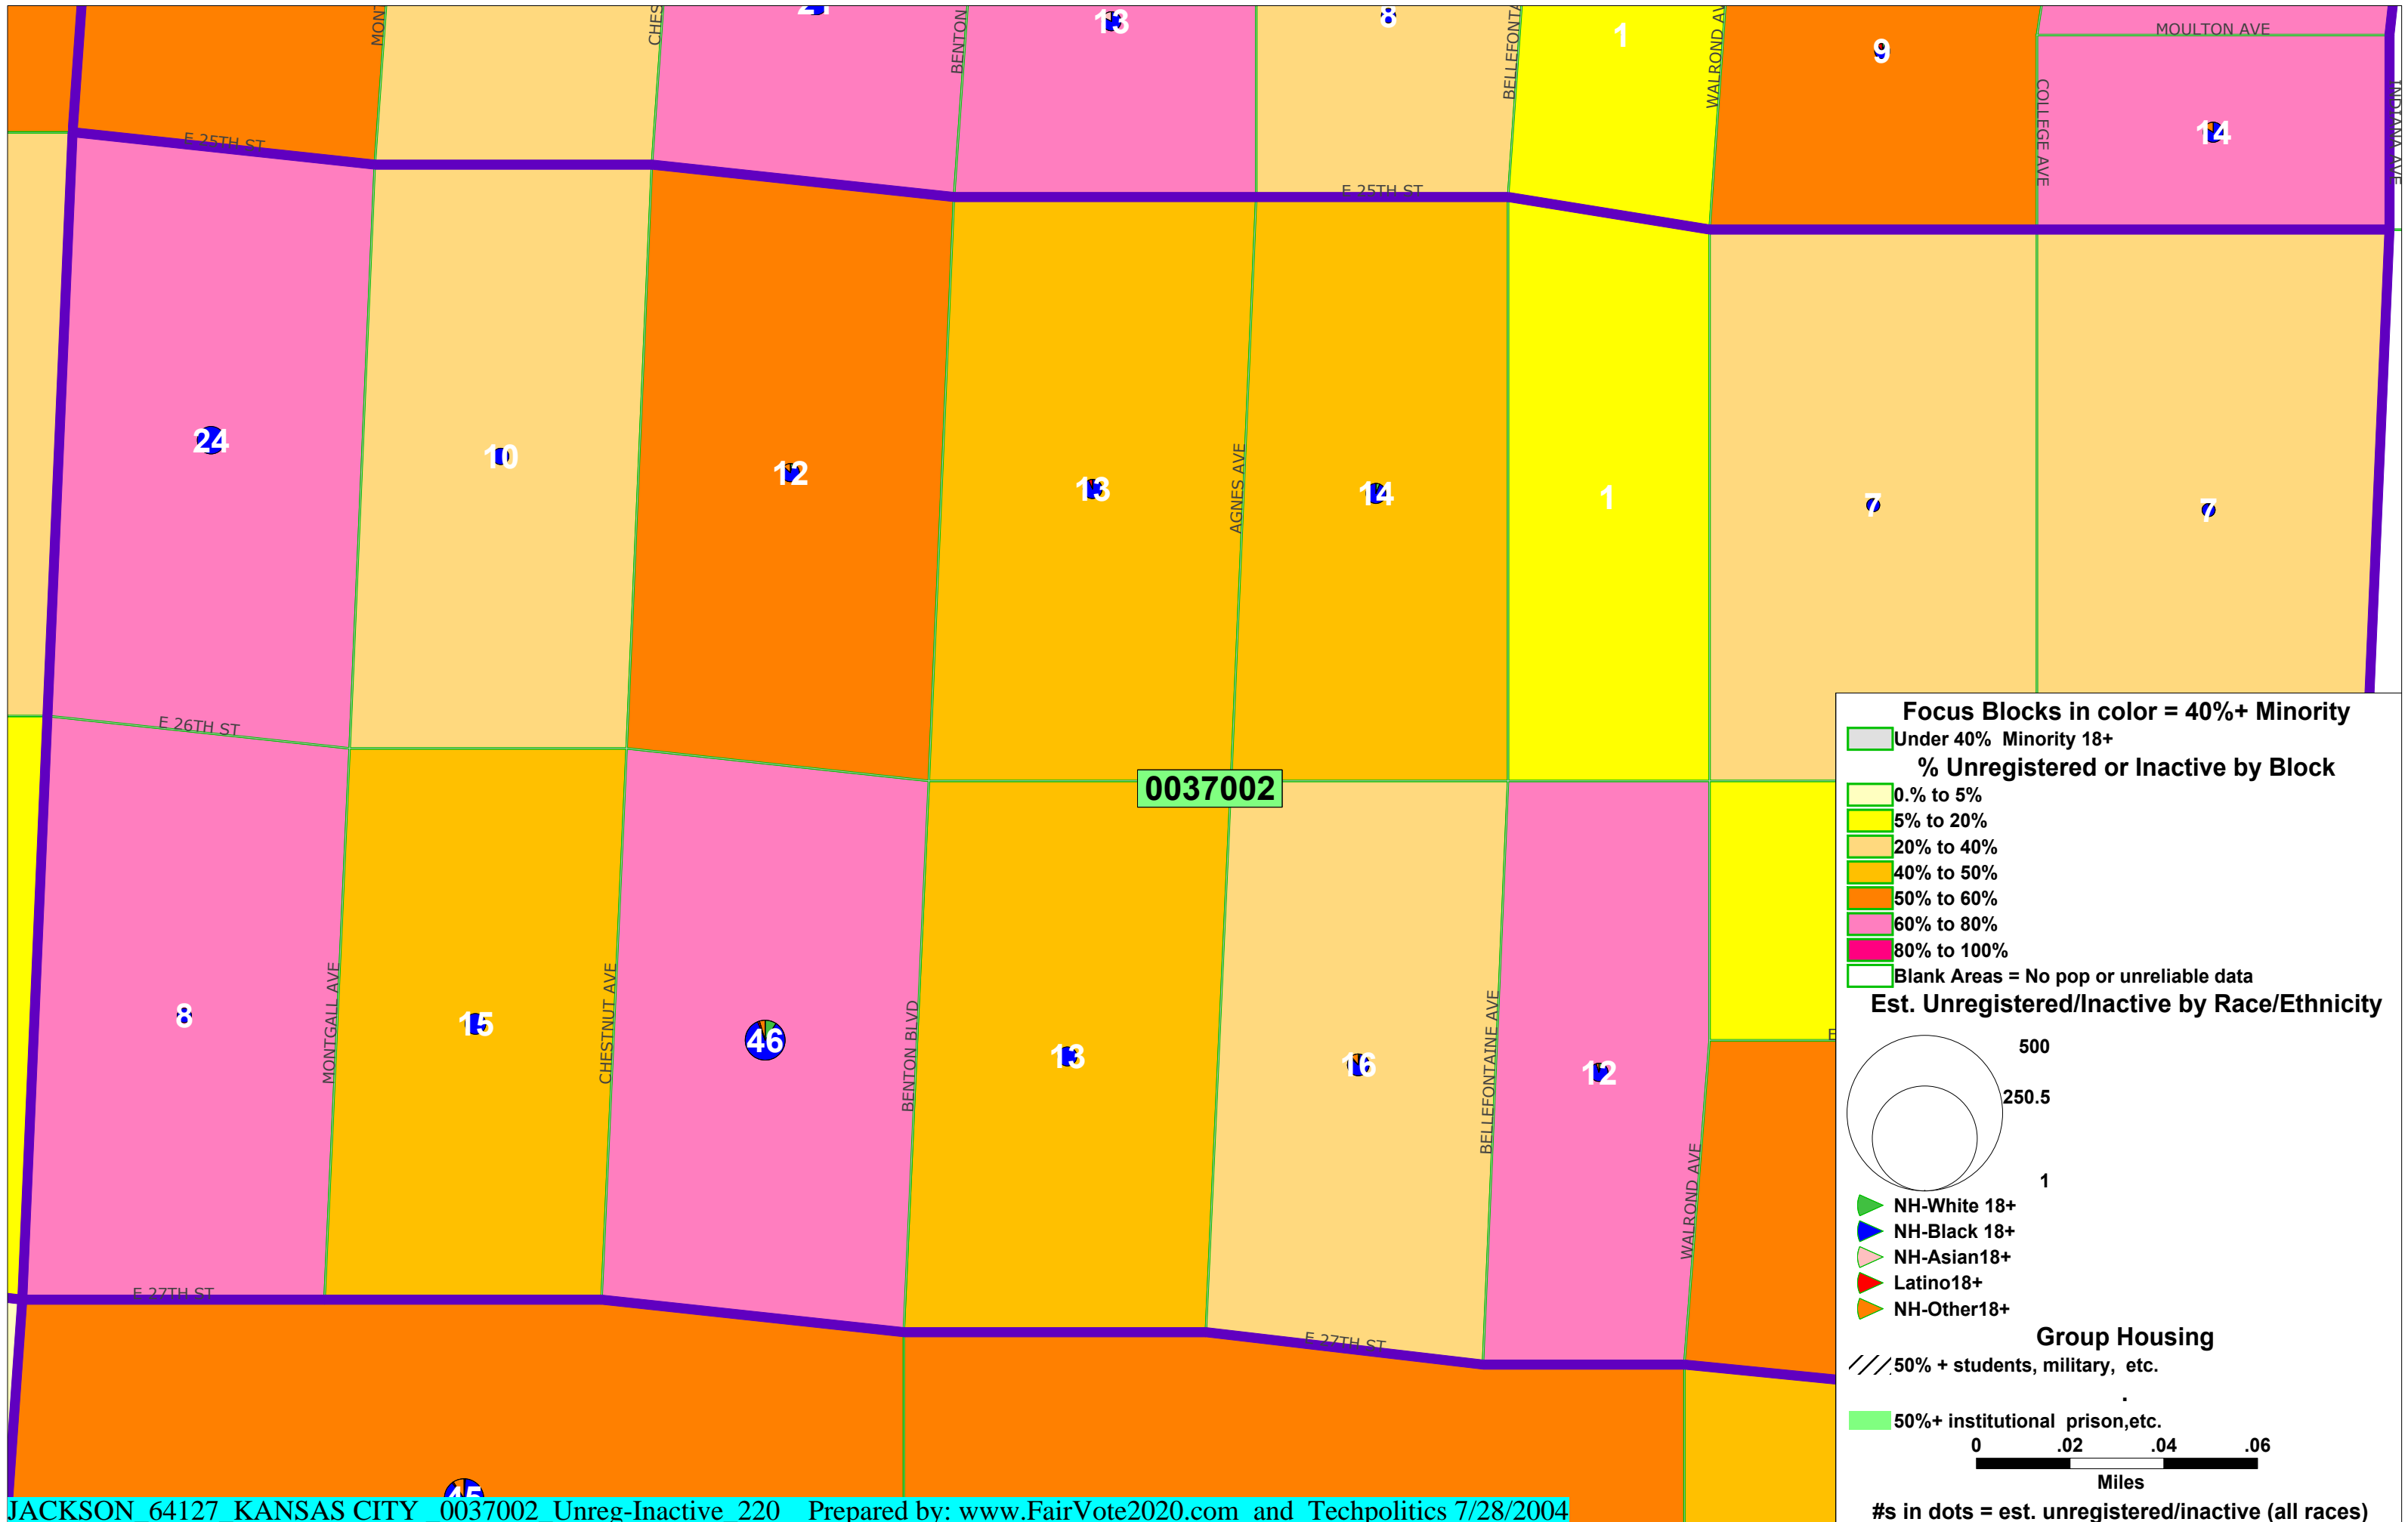 13
8
1
9
MOULTON AVE
MONT
CHES
BENTON
BELLEFONTA
WALROND AV
COLLEGE AVE
INDIANA AVE
14
E 25TH ST
E 25TH ST
24
10
12
13
AGNES AVE
14
1
7
7
E 26TH ST
0037002
8
MONTGALL AVE
15
CHESTNUT AVE
46
BENTON BLVD
13
16
BELLEFONTAINE AVE
12
WALROND AVE
E
E 27TH ST
E 27TH ST
45
Focus Blocks in color = 40%+ Minority
Under 40% Minority 18+
% Unregistered or Inactive by Block
0.% to 5%
5% to 20%
20% to 40%
40% to 50%
50% to 60%
60% to 80%
80% to 100%
Blank Areas = No pop or unreliable data
Est. Unregistered/Inactive by Race/Ethnicity
500
250.5
1
NH-White 18+
NH-Black 18+
NH-Asian18+
Latino18+
NH-Other18+
Group Housing
50% + students, military, etc.
.
50%+ institutional prison,etc.
0 .02 .04 .06
Miles
#s in dots = est. unregistered/inactive (all races)
JACKSON 64127 KANSAS CITY 0037002 Unreg-Inactive 220 Prepared by: www.FairVote2020.com and Techpolitics 7/28/2004